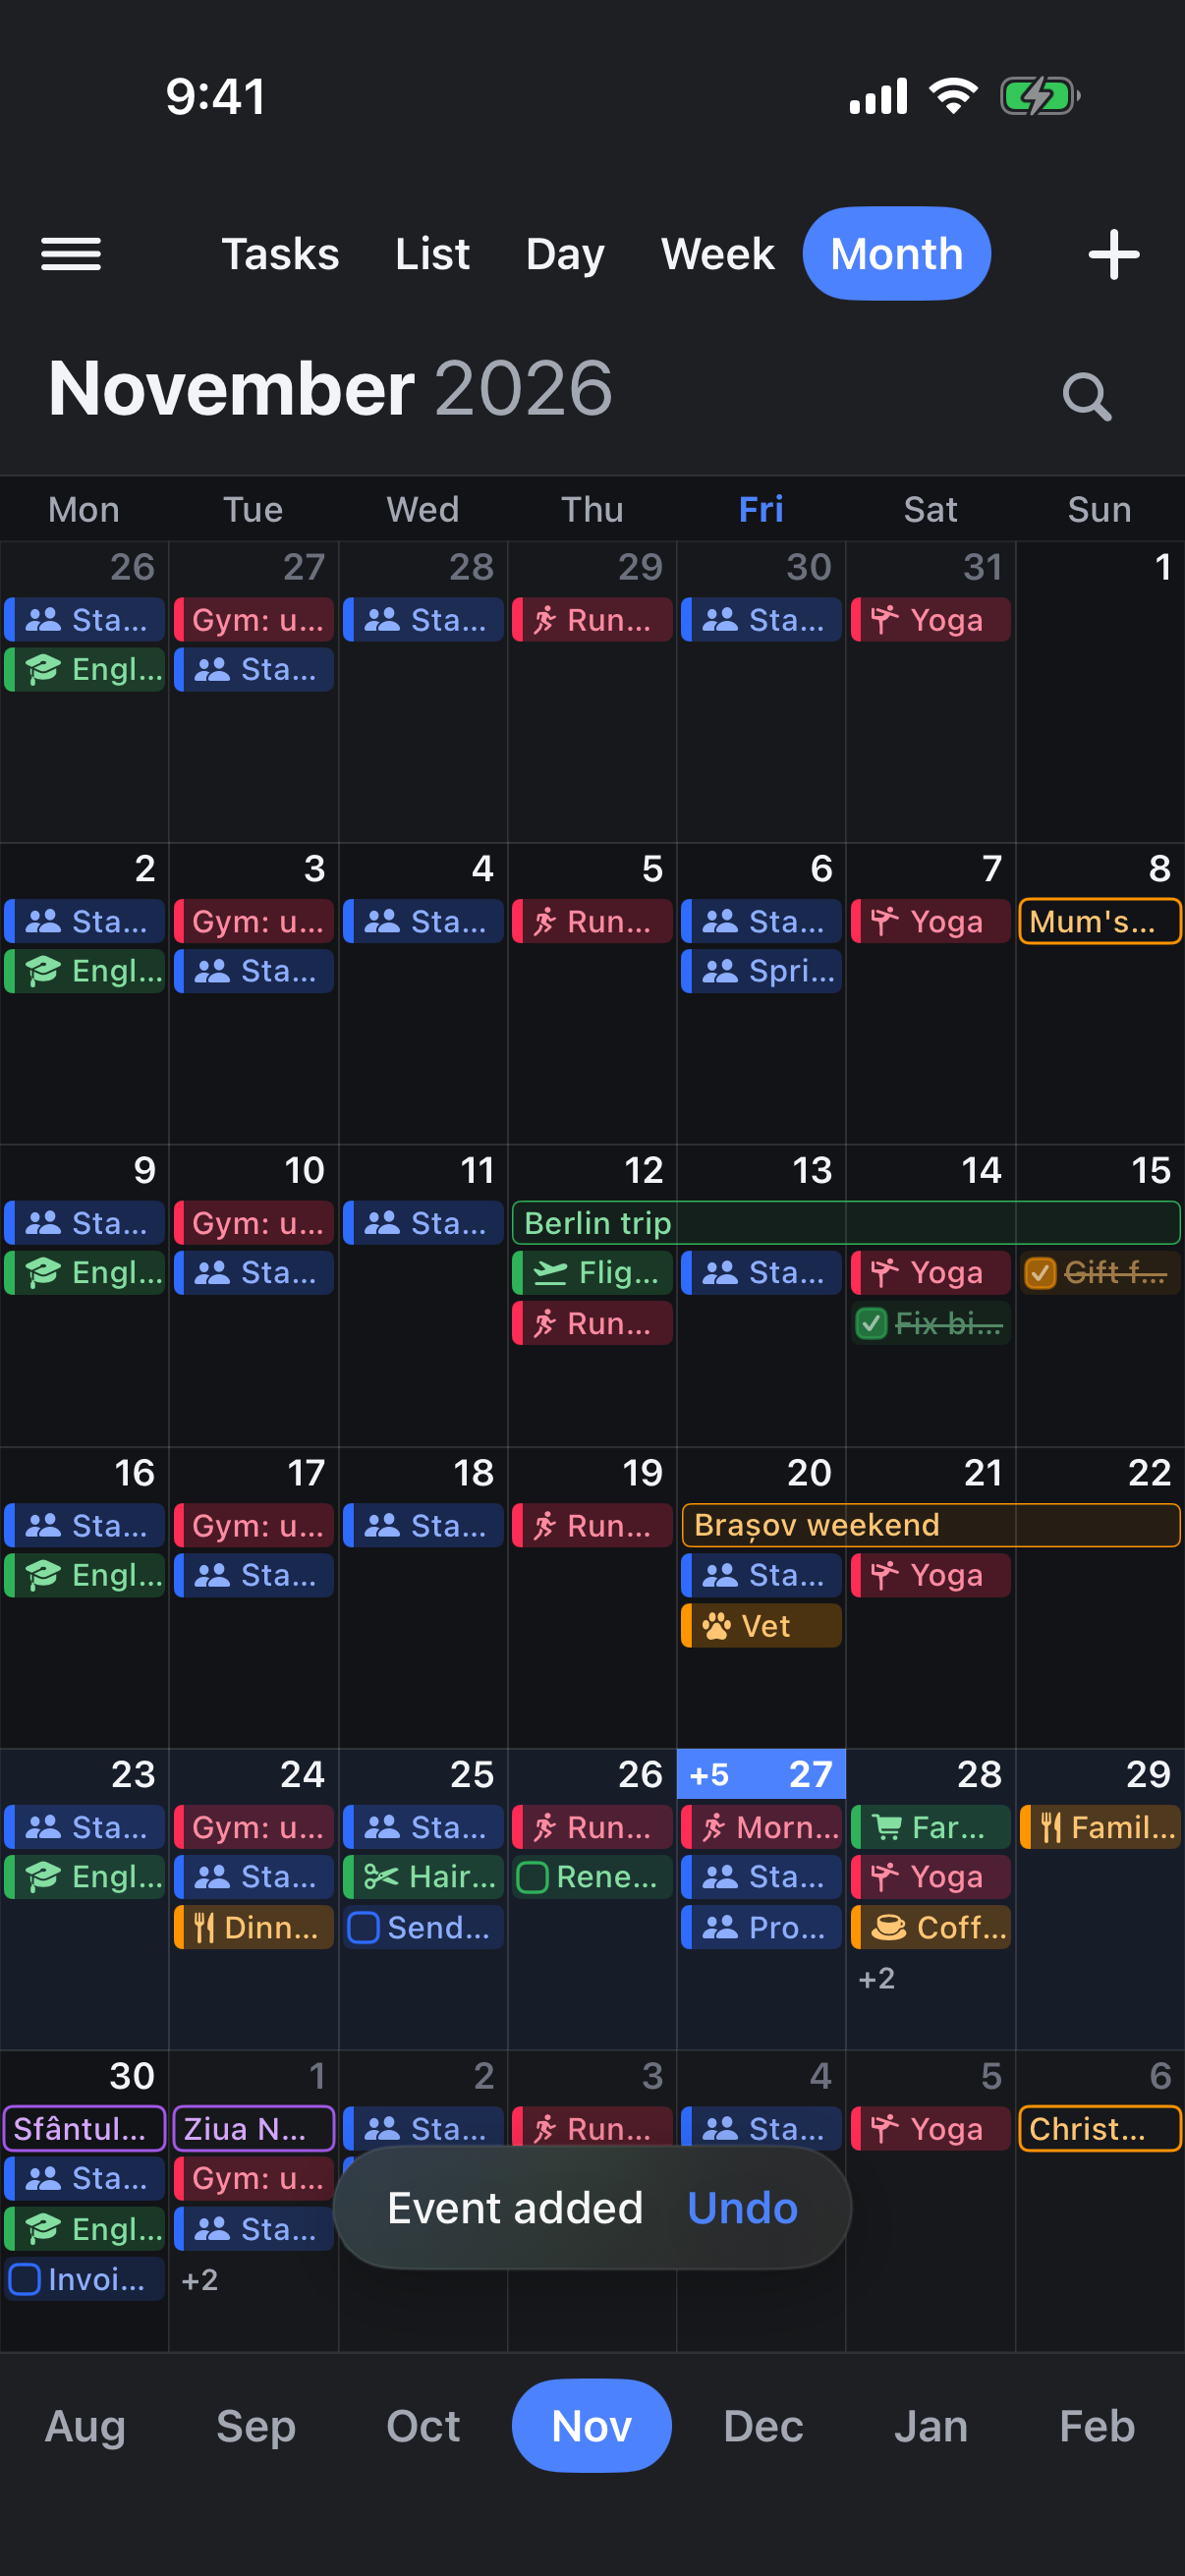 9:41
Tasks List Day Week Month
November 2026
Mon Tue Wed Thu Fri Sat Sun
26 27 28 29 30 31 1
Sta... Gym: u... Sta... Run... Sta... Yoga
Engl... Sta...
2 3 4 5 6 7 8
Sta... Gym: u... Sta... Run... Sta... Yoga Mum's...
Engl... Sta... Spri...
9 10 11 12 13 14 15
Sta... Gym: u... Sta... Berlin trip
Engl... Sta... Flig... Sta... Yoga Gift f...
Run... Fix bi...
16 17 18 19 20 21 22
Sta... Gym: u... Sta... Run... Brașov weekend
Engl... Sta... Sta... Yoga
Vet
23 24 25 26 +5 27 28 29
Sta... Gym: u... Sta... Run... Morn... Far... Famil...
Engl... Sta... Hair... Rene... Sta... Yoga
Dinn... Send... Pro... Coff...
+2
30 1 2 3 4 5 6
Sfântul... Ziua N... Sta... Run... Sta... Yoga Christ...
Sta... Gym: u...
Engl... Sta... Event added Undo
Invoi... +2
Aug Sep Oct Nov Dec Jan Feb